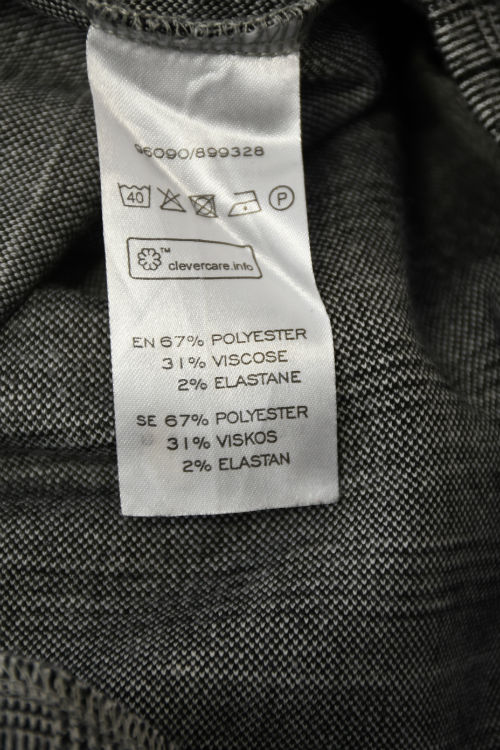 96090/899328
40 P
TM
clevercare.info
EN 67% POLYESTER
31% VISCOSE
2% ELASTANE
SE 67% POLYESTER
31% VISKOS
2% ELASTAN